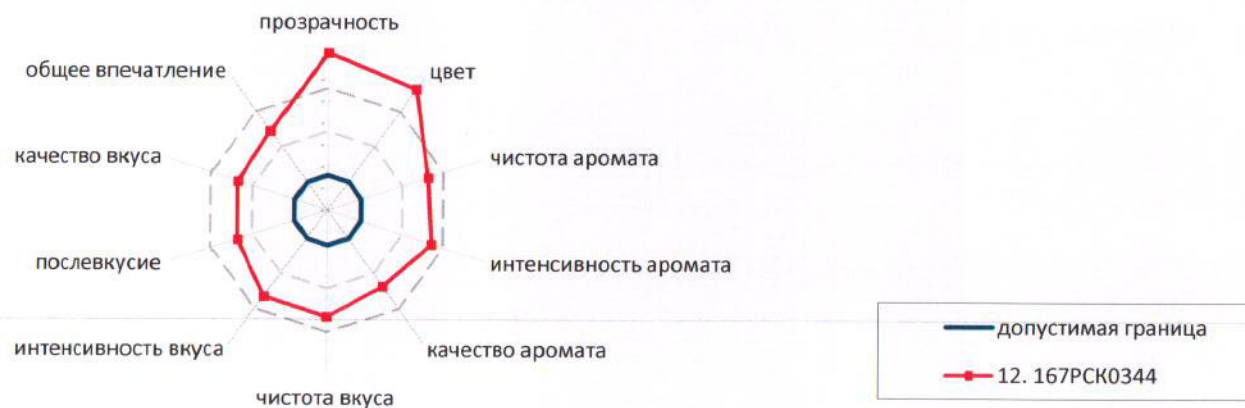 прозрачность
общее впечатление
цвет
качество вкуса
чистота аромата
послевкусие
интенсивность аромата
интенсивность вкуса
качество аромата
чистота вкуса
допустимая граница
12. 167РСК0344